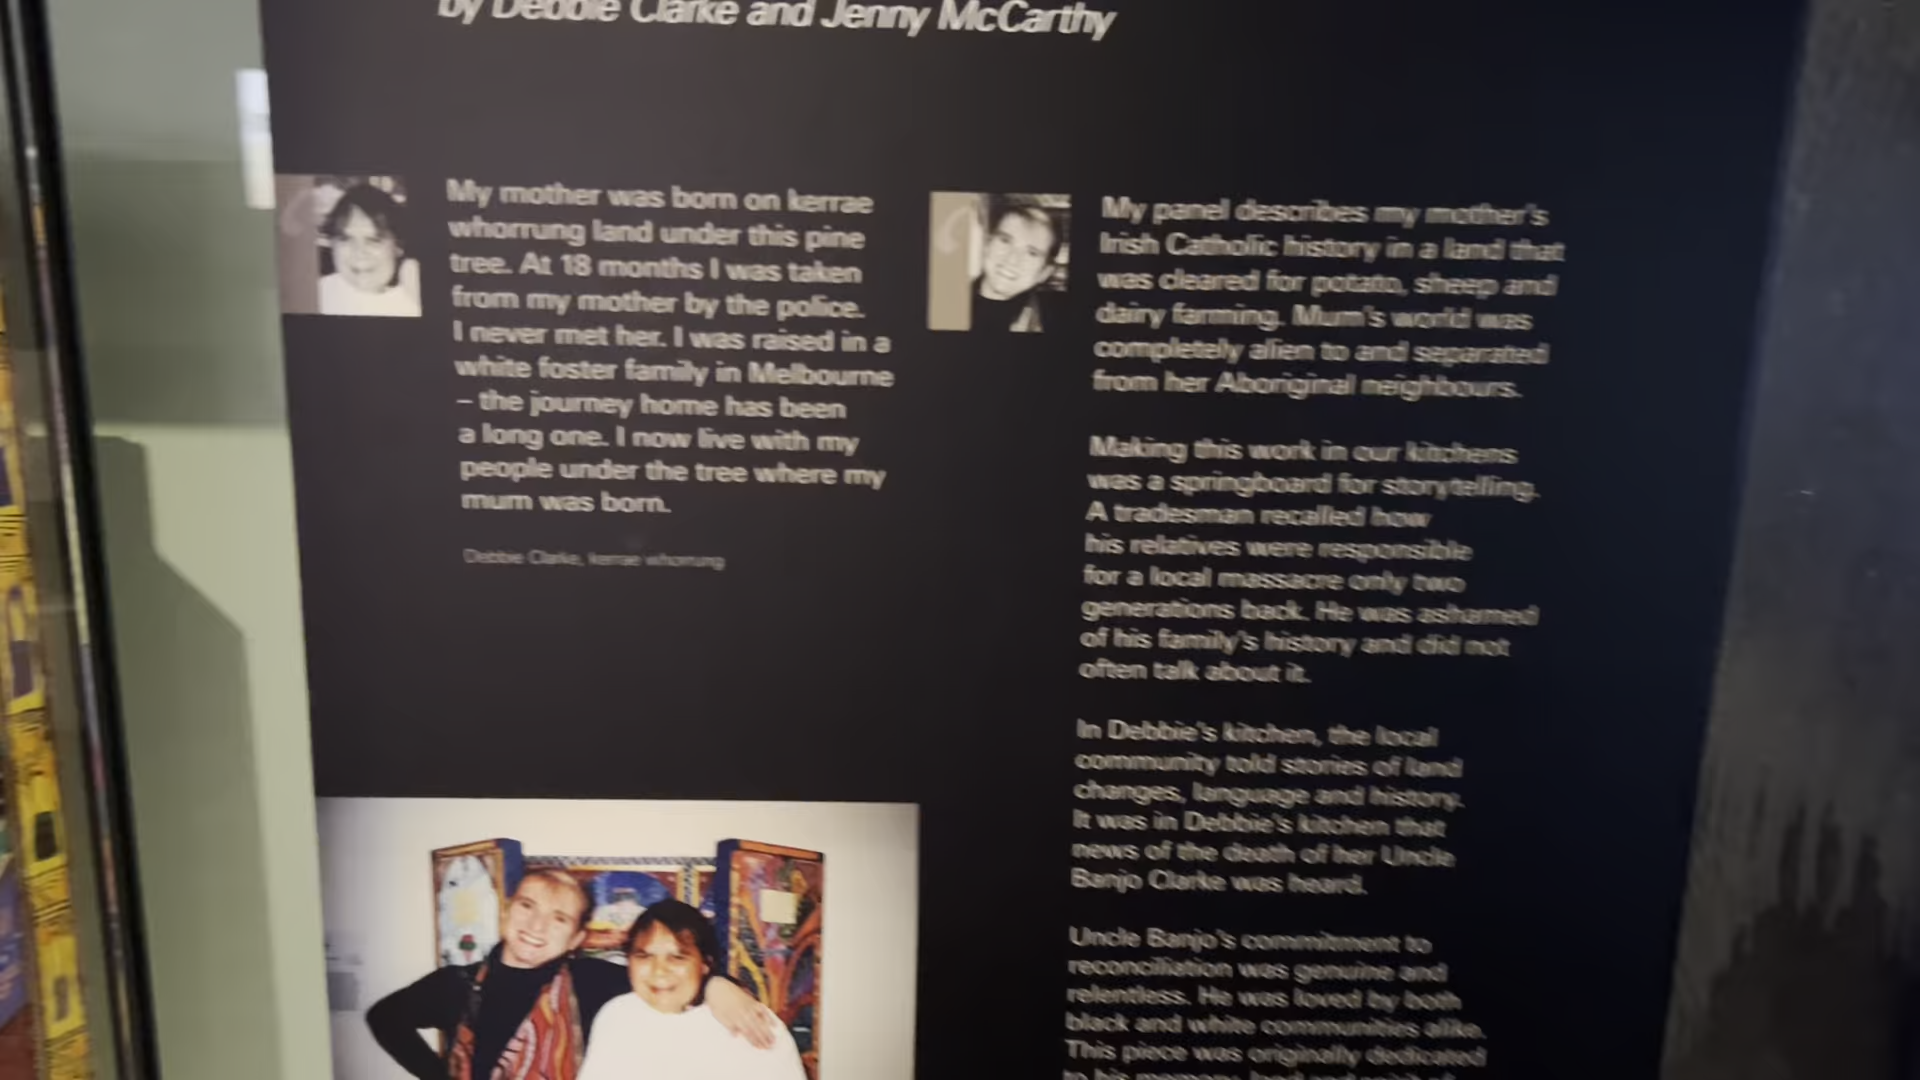 by Debbie Clarke and Jenny McCarthy
My mother was born on kerrae
whorrung land under this pine
tree. At 18 months I was taken
from my mother by the police.
I never met her. I was raised in a
white foster family in Melbourne
– the journey home has been
a long one. I now live with my
people under the tree where my
mum was born.
Debbie Clarke, kerrae whorrung
My panel describes my mother's
Irish Catholic history in a land that
was cleared for potato, sheep and
dairy farming. Mum's world was
completely alien to and separated
from her Aboriginal neighbours.
Making this work in our kitchens
was a springboard for storytelling.
A tradesman recalled how
his relatives were responsible
for a local massacre only two
generations back. He was ashamed
of his family's history and did not
often talk about it.
In Debbie's kitchen, the local
community told stories of land
changes, language and history.
It was in Debbie's kitchen that
news of the death of her Uncle
Banjo Clarke was heard.
Uncle Banjo's commitment to
reconciliation was genuine and
relentless. He was loved by both
black and white communities alike.
This piece was originally dedicated